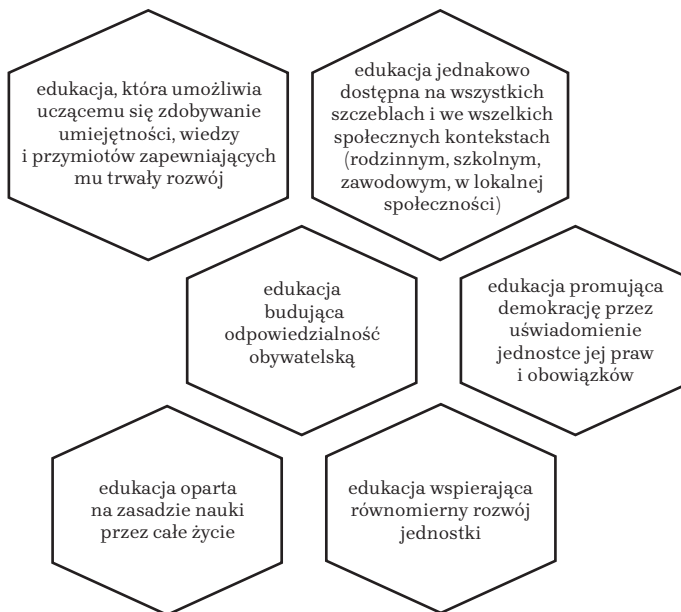 edukacja, która umożliwia
uczącemu się zdobywanie
umiejętności, wiedzy
i przymiotów zapewniających
mu trwały rozwój
edukacja jednakowo
dostępna na wszystkich
szczeblach i we wszelkich
społecznych kontekstach
(rodzinnym, szkolnym,
zawodowym, w lokalnej
społeczności)
edukacja
budująca
odpowiedzialność
obywatelską
edukacja promująca
demokrację przez
uświadomienie
jednostce jej praw
i obowiązków
edukacja oparta
na zasadzie nauki
przez całe życie
edukacja wspierająca
równomierny rozwój
jednostki